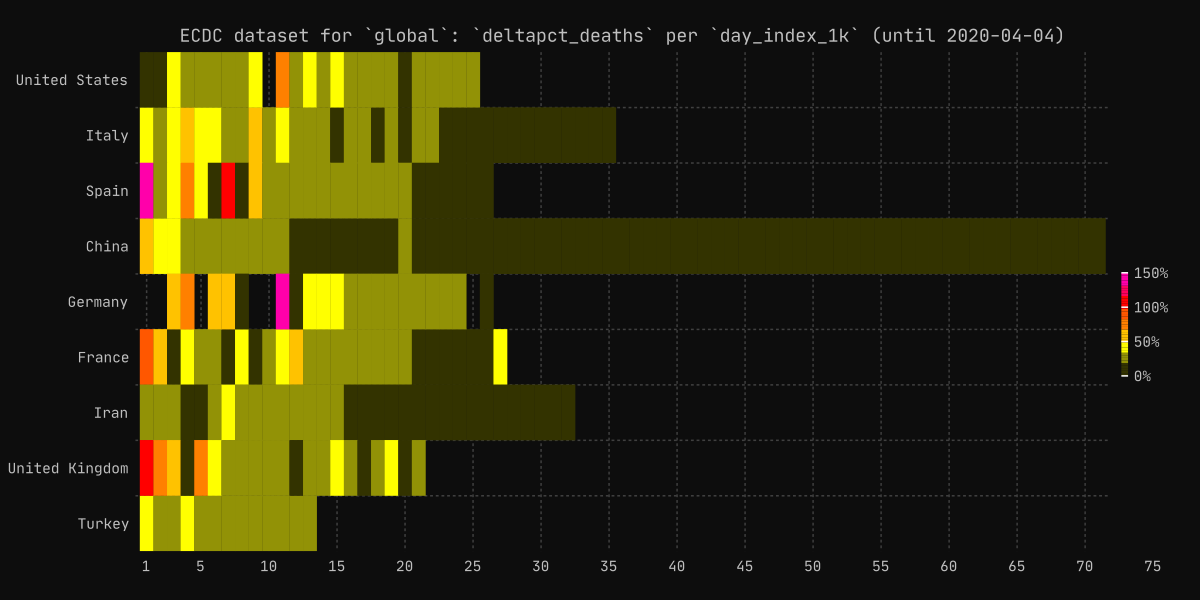 ECDC dataset for `global`: `deltapct_deaths` per `day_index_1k` (until 2020-04-04)
United States
Italy
Spain
China
Germany
France
Iran
United Kingdom
Turkey
150%
100%
50%
0%
1 5 10 15 20 25 30 35 40 45 50 55 60 65 70 75